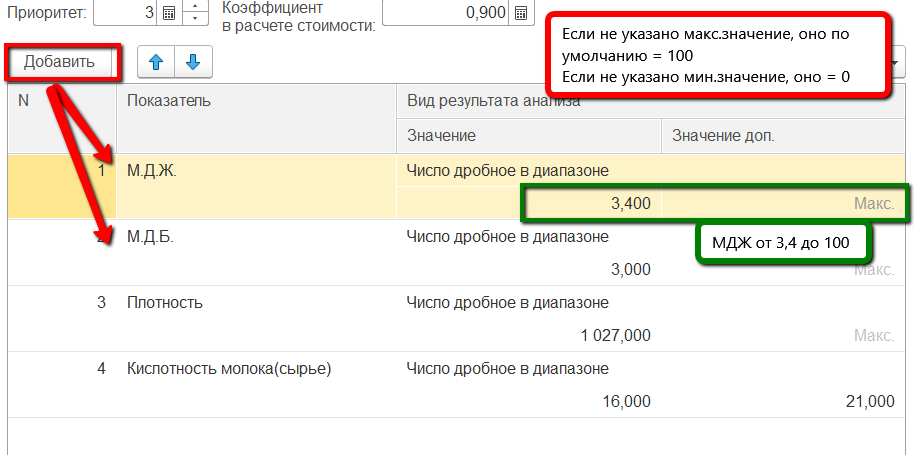 Приоритет: 3 Коэффициент
в расчете стоимости: 0,900
Если не указано макс.значение, оно по
умолчанию = 100
Если не указано мин.значение, оно = 0
Добавить
N Показатель Вид результата анализа
Значение Значение доп.
1 М.Д.Ж. Число дробное в диапазоне
3,400 Макс.
2 М.Д.Б. Число дробное в диапазоне
МДЖ от 3,4 до 100
3,000 Макс.
3 Плотность Число дробное в диапазоне
1 027,000 Макс.
4 Кислотность молока(сырье) Число дробное в диапазоне
16,000 21,000